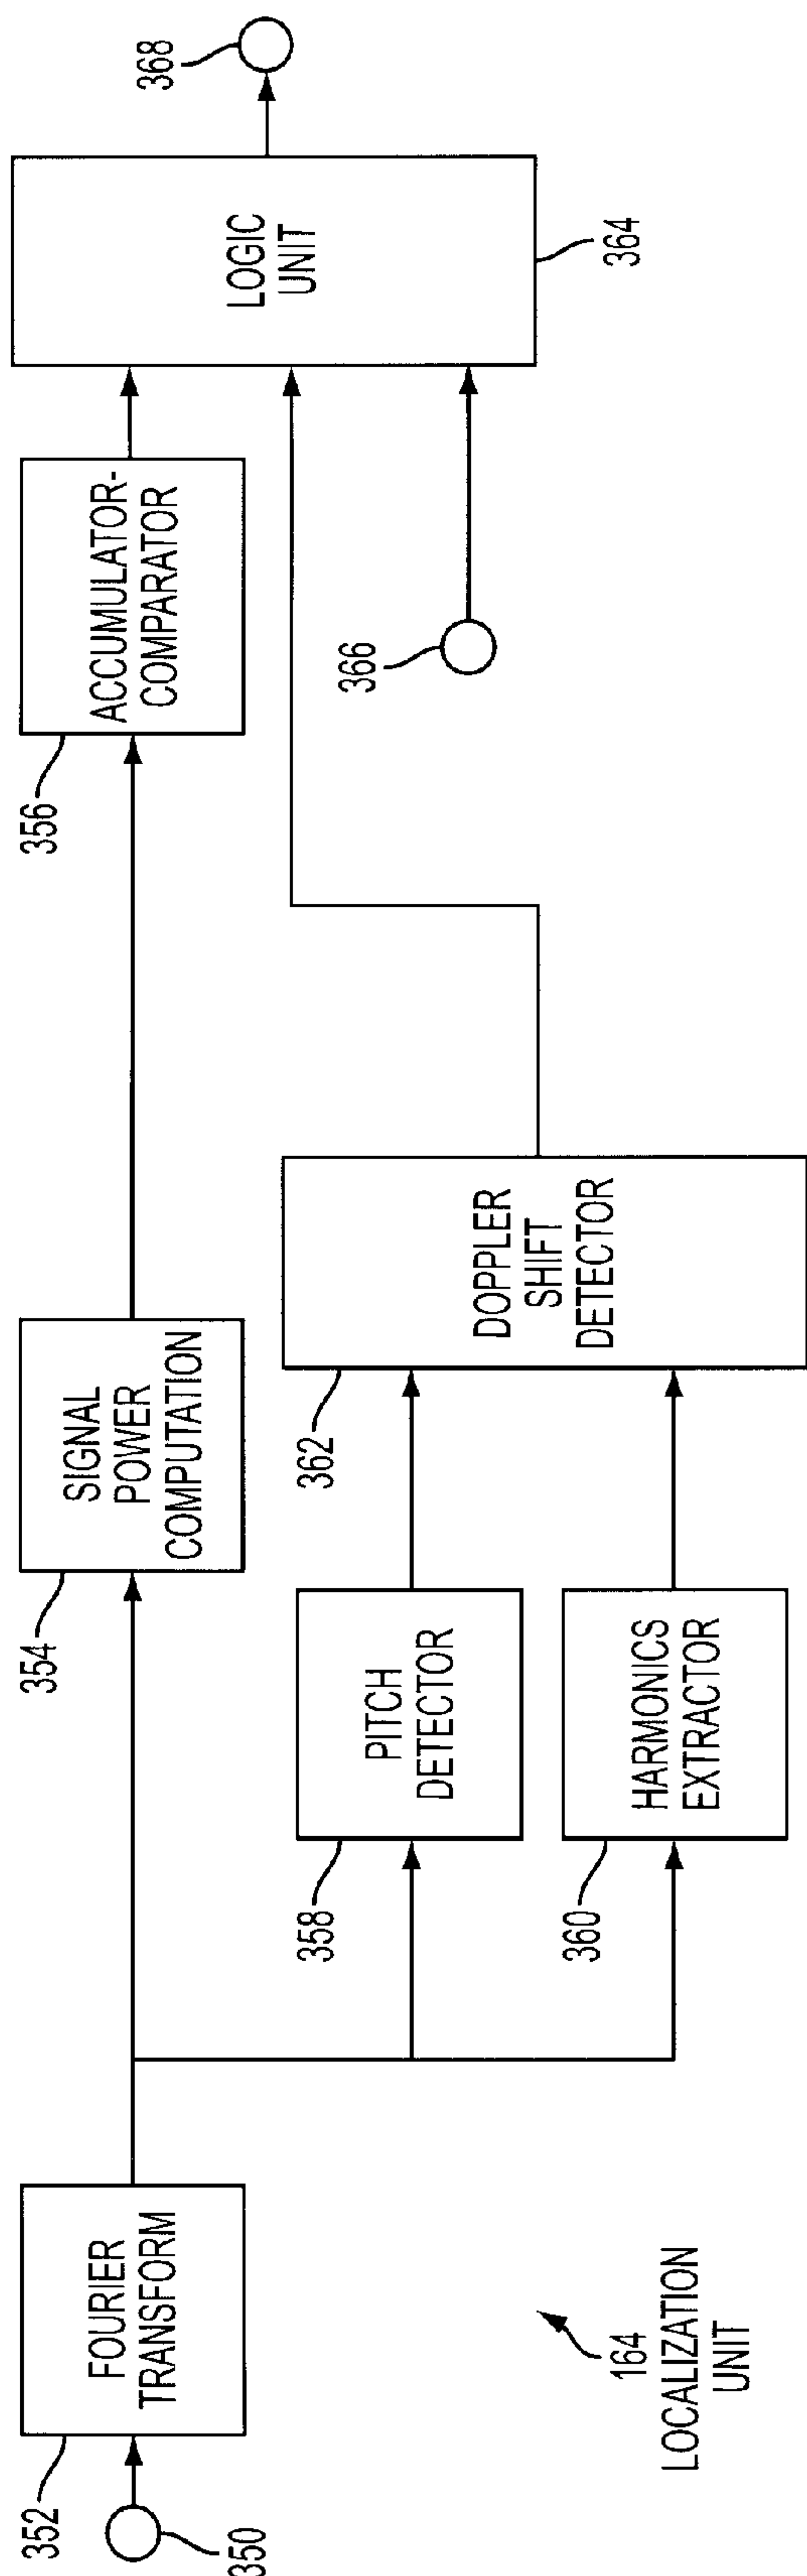 350
352
FOURIER
TRANSFORM
354
SIGNAL
POWER
COMPUTATION
356
ACCUMULATOR-
COMPARATOR
358
PITCH
DETECTOR
360
HARMONICS
EXTRACTOR
362
DOPPLER
SHIFT
DETECTOR
366
LOGIC
UNIT
364
368
164
LOCALIZATION
UNIT